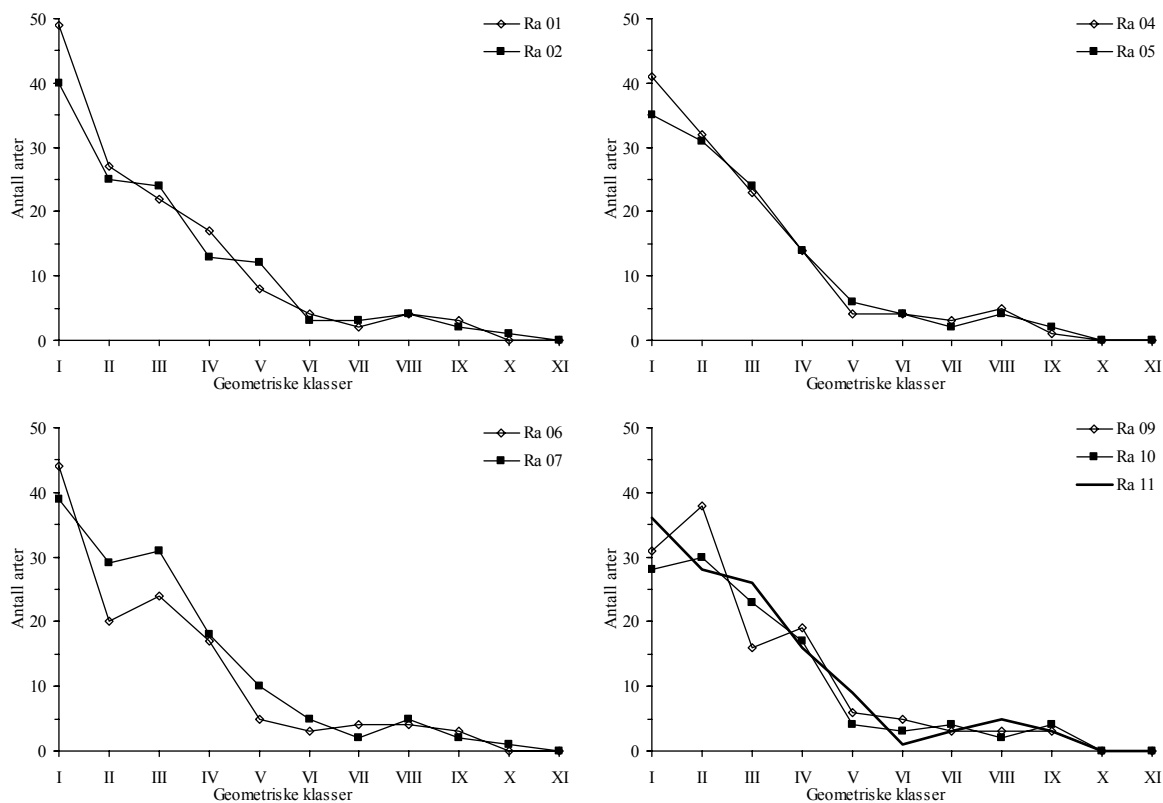 50
40
30
20
10
0
Antall arter
Ra 01
Ra 02
I II III IV V VI VII VIII IX X XI
Geometriske klasser
50
40
30
20
10
0
Antall arter
Ra 04
Ra 05
I II III IV V VI VII VIII IX X XI
Geometriske klasser
50
40
30
20
10
0
Antall arter
Ra 06
Ra 07
I II III IV V VI VII VIII IX X XI
Geometriske klasser
50
40
30
20
10
0
Antall arter
Ra 09
Ra 10
Ra 11
I II III IV V VI VII VIII IX X XI
Geometriske klasser